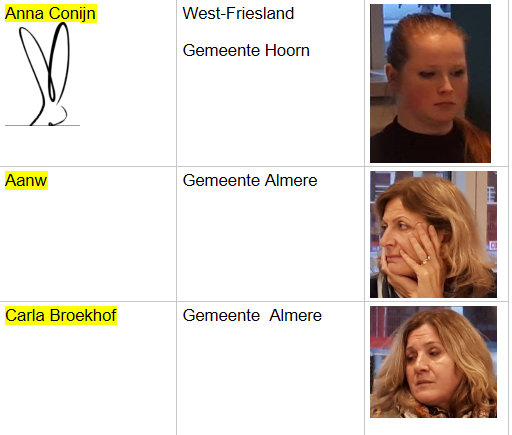 Anna Conijn
West-Friesland
Gemeente Hoorn
Aanw
Gemeente Almere
Carla Broekhof
Gemeente  Almere